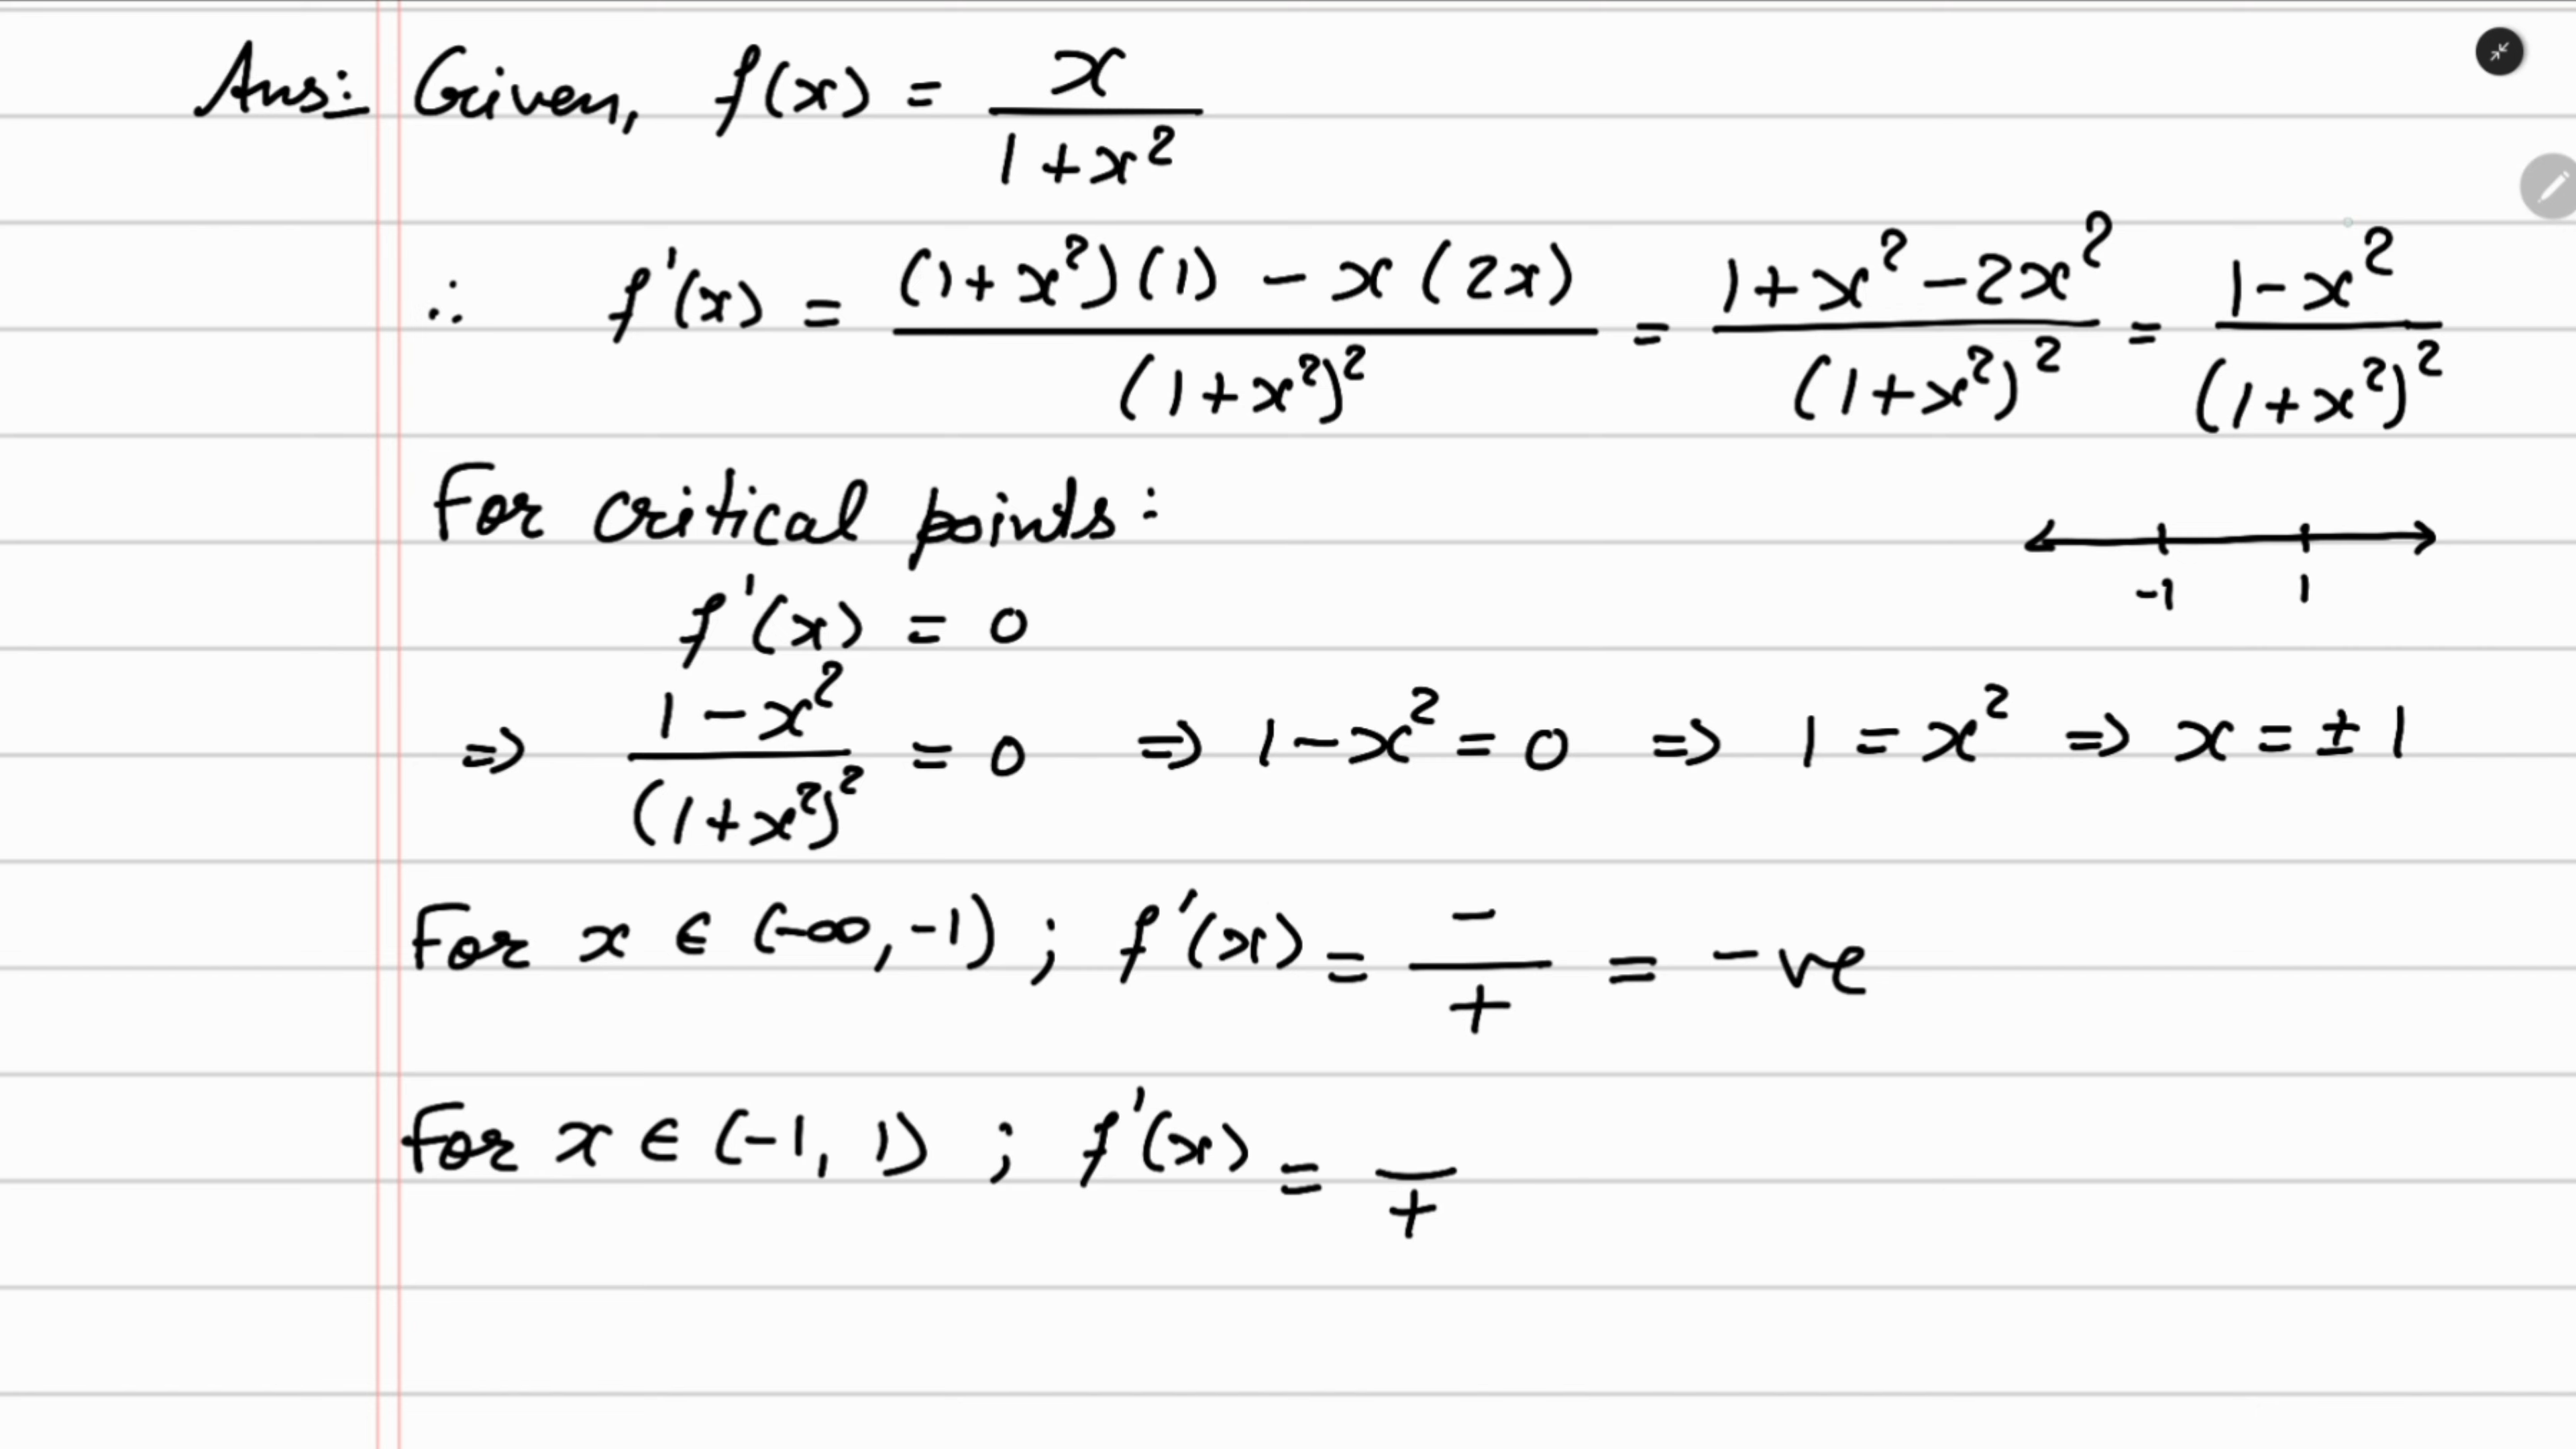 Ans: Given, f(x) = x / (1+x²)
∴ f'(x) = ((1+x²)(1) - x(2x)) / (1+x²)² = (1+x²-2x²) / (1+x²)² = (1-x²) / (1+x²)²
For critical points:
-1 1
f'(x) = 0
⇒ (1-x²) / (1+x²)² = 0 ⇒ 1-x² = 0 ⇒ 1 = x² ⇒ x = ± 1
For x ∈ (-∞, -1) ; f'(x) = - / + = -ve
For x ∈ (-1, 1) ; f'(x) = / +